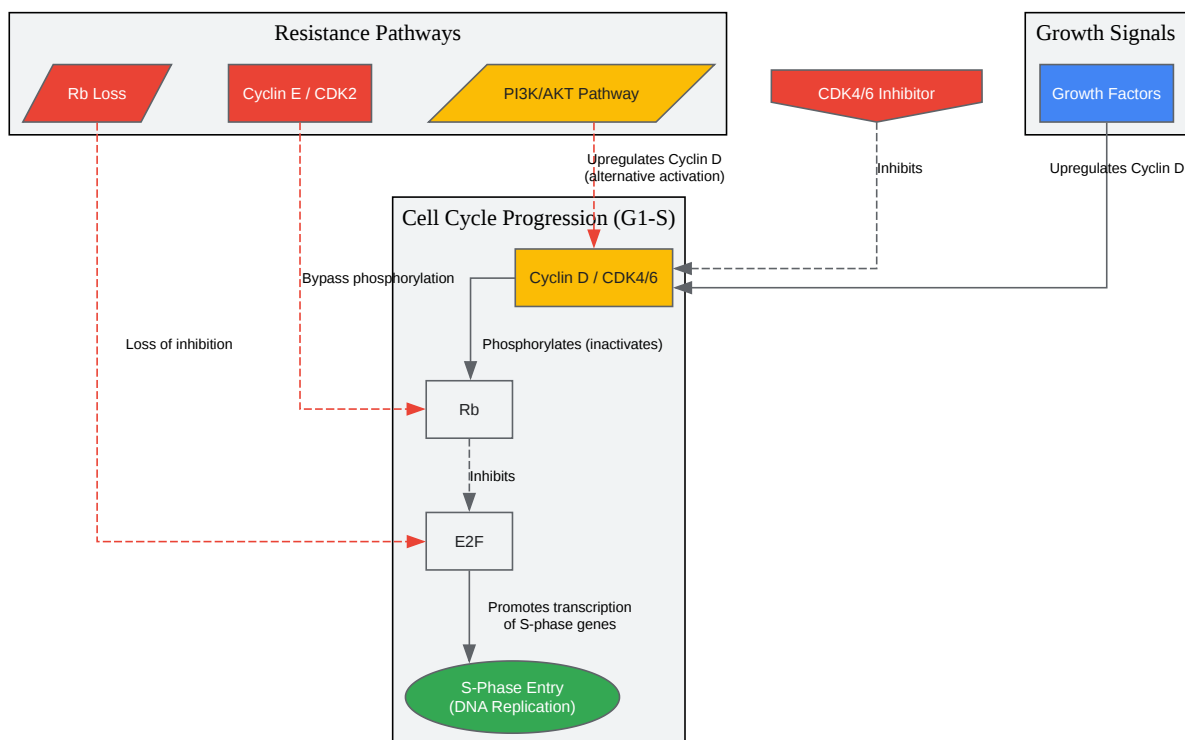 Resistance Pathways
Growth Signals
Rb Loss
Cyclin E / CDK2
PI3K/AKT Pathway
CDK4/6 Inhibitor
Growth Factors
Upregulates Cyclin D
(alternative activation)
Inhibits
Upregulates Cyclin D
Cell Cycle Progression (G1-S)
Bypass phosphorylation
Cyclin D / CDK4/6
Loss of inhibition
Phosphorylates (inactivates)
Rb
Inhibits
E2F
Promotes transcription
of S-phase genes
S-Phase Entry
(DNA Replication)